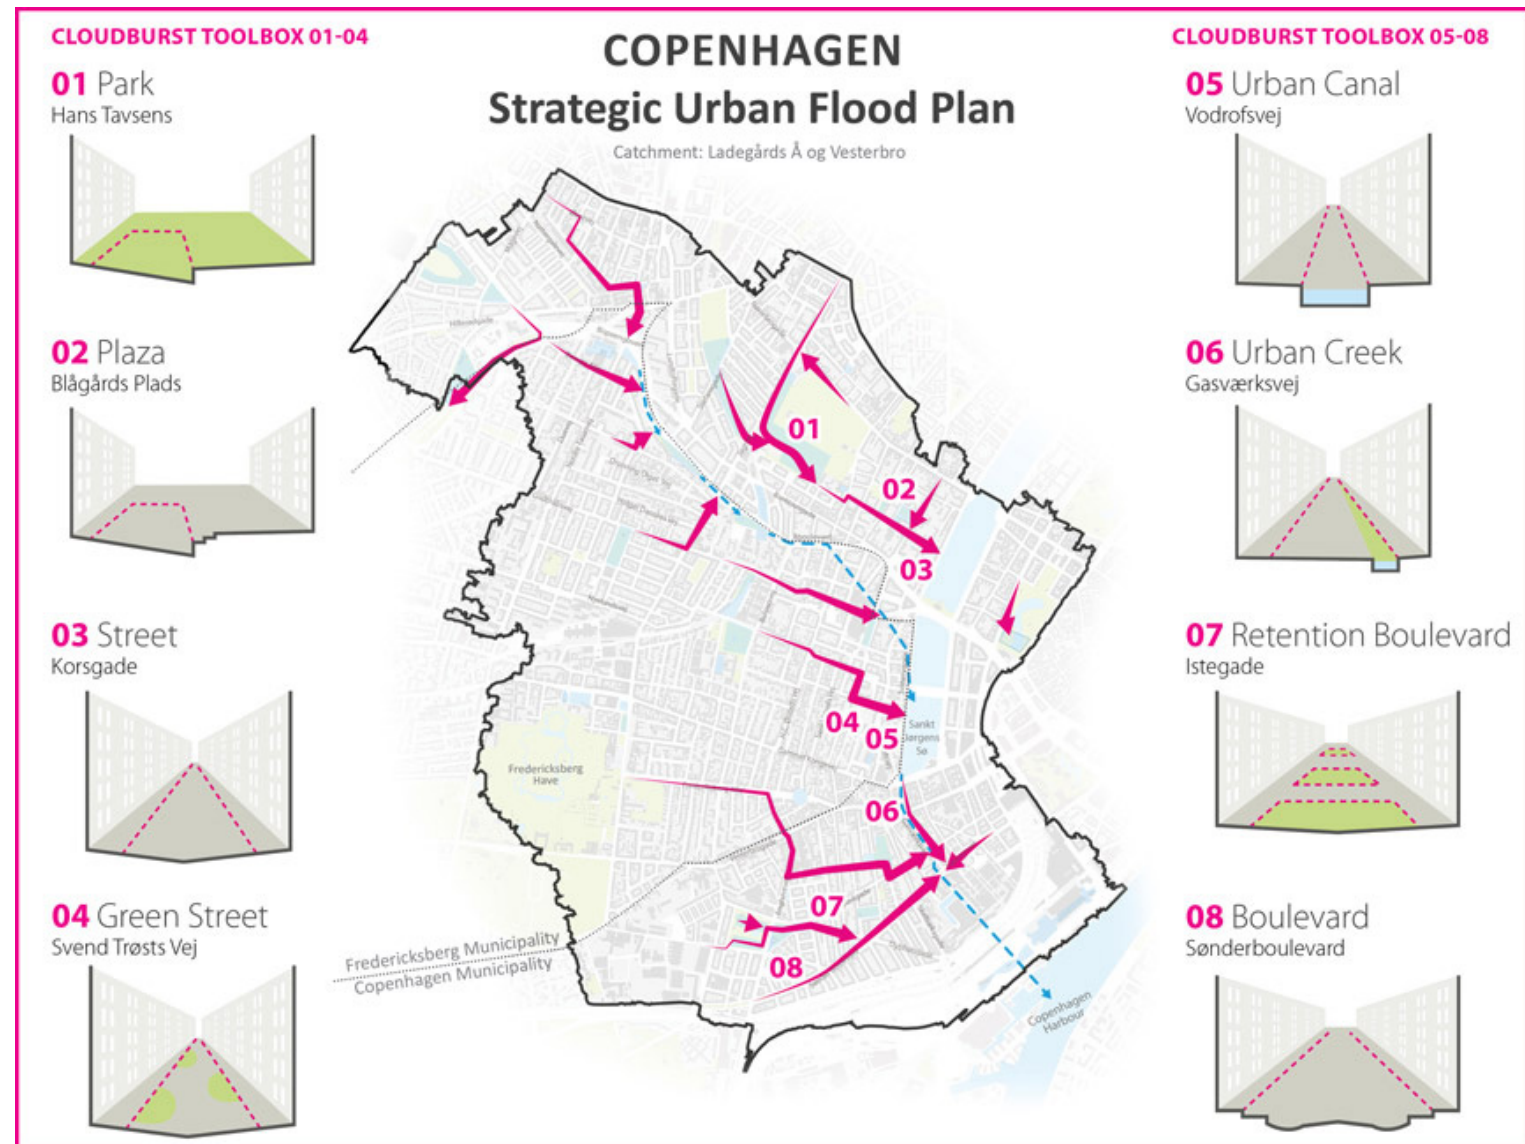 CLOUDBURST TOOLBOX 01-04
01 Park
Hans Tavsens
02 Plaza
Blågårds Plads
03 Street
Korsgade
04 Green Street
Svend Trøsts Vej
COPENHAGEN
Strategic Urban Flood Plan
Catchment: Ladegårds Å og Vesterbro
01
02
03
04
05
Sankt
Jørgens
Sø
Fredericksberg
Have
06
07
08
Fredericksberg Municipality
Copenhagen Municipality
Copenhagen
Harbour
CLOUDBURST TOOLBOX 05-08
05 Urban Canal
Vodrofsvej
06 Urban Creek
Gasværksvej
07 Retention Boulevard
Istegade
08 Boulevard
Sønderboulevard